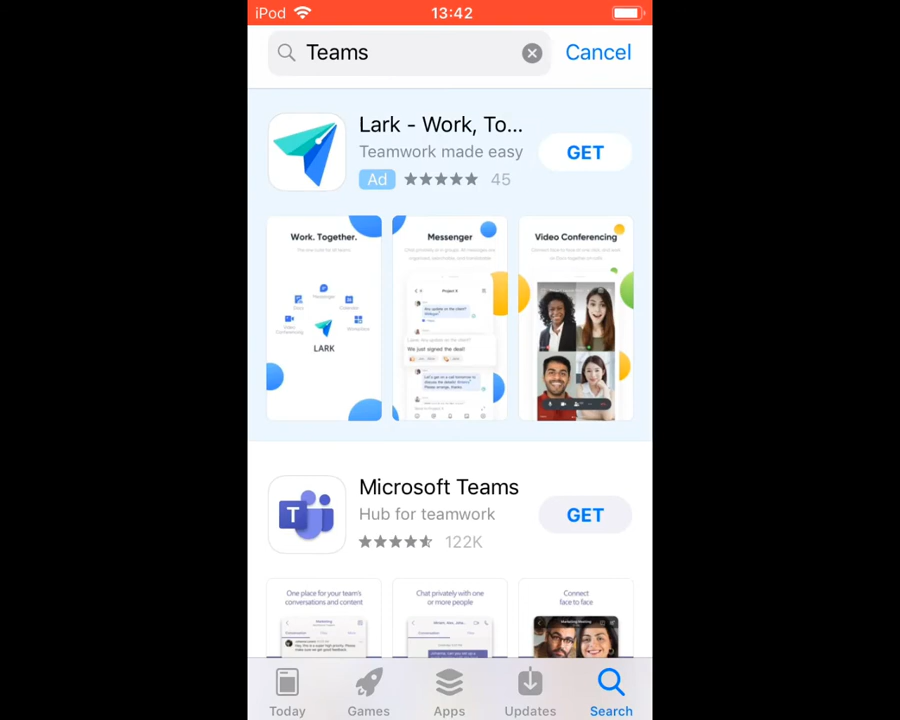 iPod 13:42
Teams Cancel
Lark - Work, To...
Teamwork made easy
GET
Ad 45
Work. Together.
Messenger
Video Conferencing
Messenger
LARK
Project X
We just signed the deal!
Microsoft Teams
Hub for teamwork
GET
122K
One place for your team's
conversations and content
Chat privately with one
or more people
Connect
face to face
T
Today Games Apps Updates Search